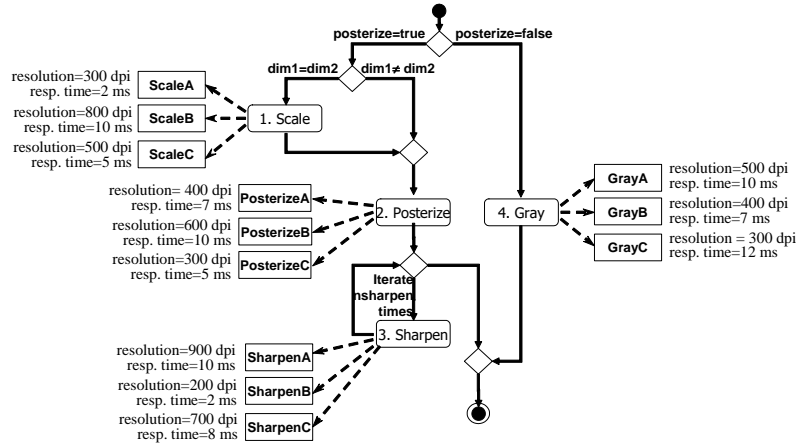 posterize=true
posterize=false
dim1=dim2
dim1≠ dim2
resolution=300 dpi
resp. time=2 ms
ScaleA
resolution=800 dpi
resp. time=10 ms
ScaleB
resolution=500 dpi
resp. time=5 ms
ScaleC
1. Scale
resolution= 400 dpi
resp. time=7 ms
PosterizeA
resolution=600 dpi
resp. time=10 ms
PosterizeB
resolution=300 dpi
resp. time=5 ms
PosterizeC
2. Posterize
4. Gray
GrayA
resolution=500 dpi
resp. time=10 ms
GrayB
resolution=400 dpi
resp. time=7 ms
GrayC
resolution = 300 dpi
resp. time=12 ms
Iterate
nsharpen
times
3. Sharpen
resolution=900 dpi
resp. time=10 ms
SharpenA
resolution=200 dpi
resp. time=2 ms
SharpenB
resolution=700 dpi
resp. time=8 ms
SharpenC